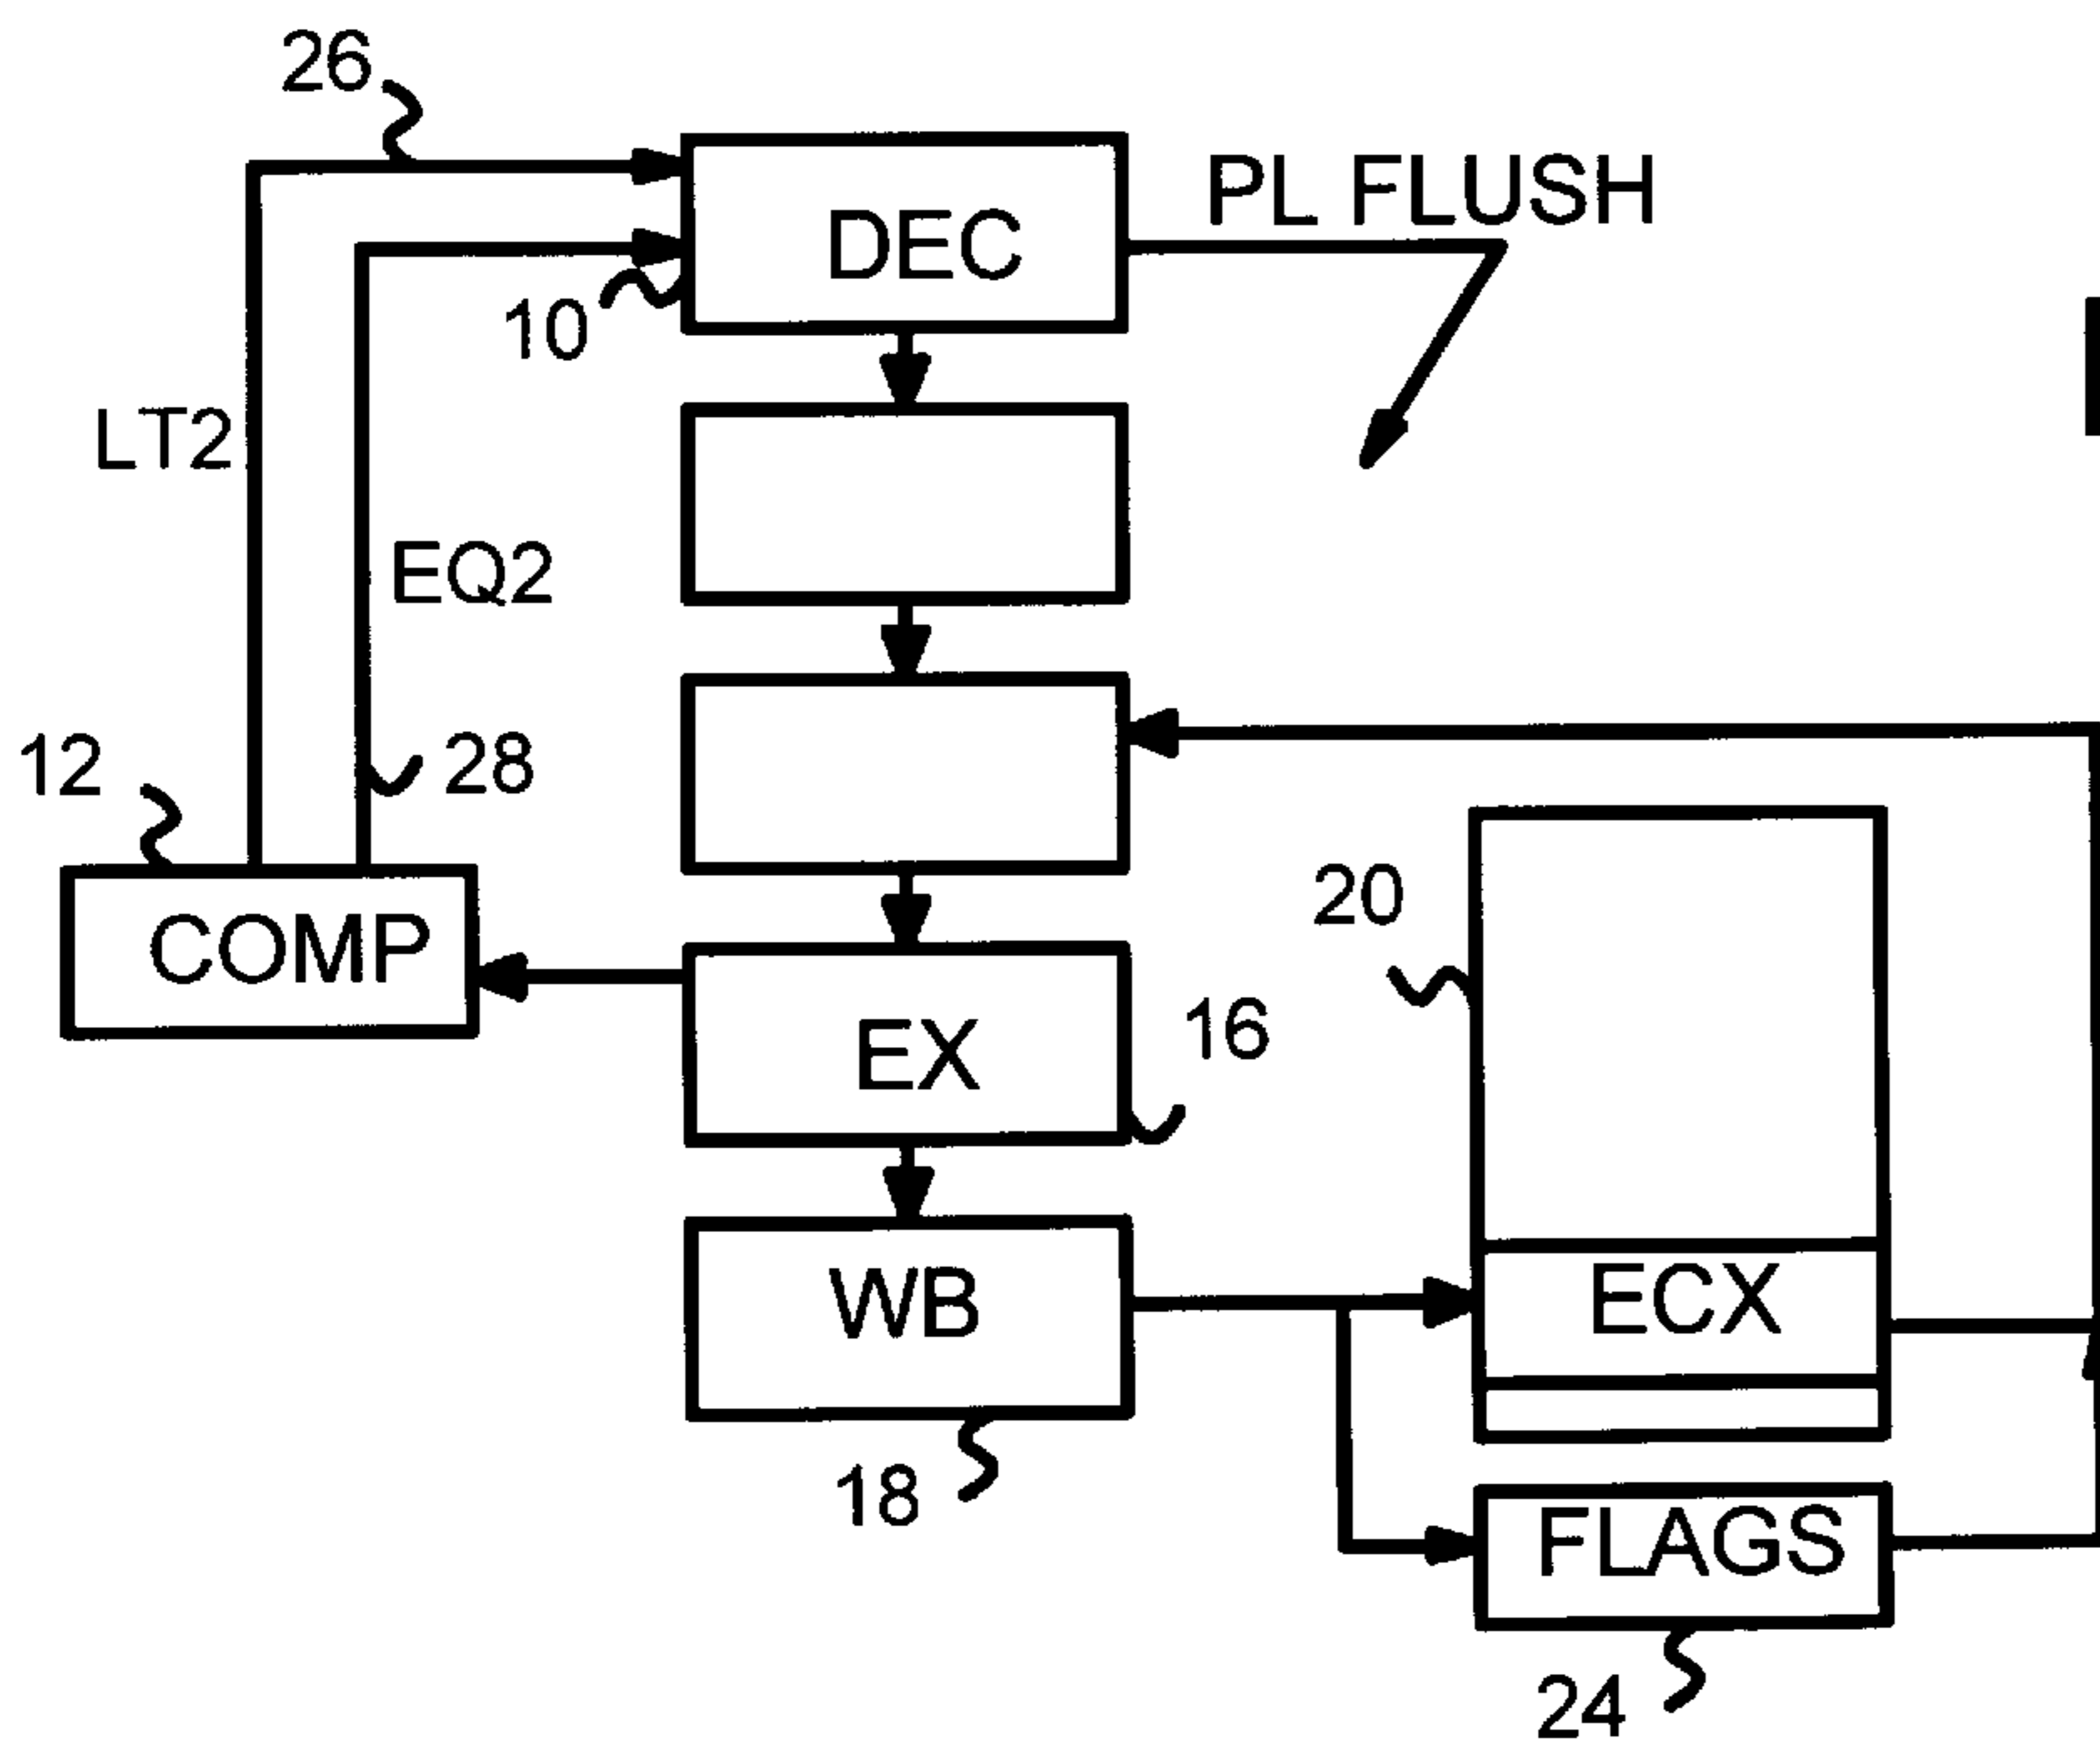 26
PL FLUSH
DEC
10
LT2
EQ2
12
28
20
COMP
16
EX
WB
ECX
18
FLAGS
24